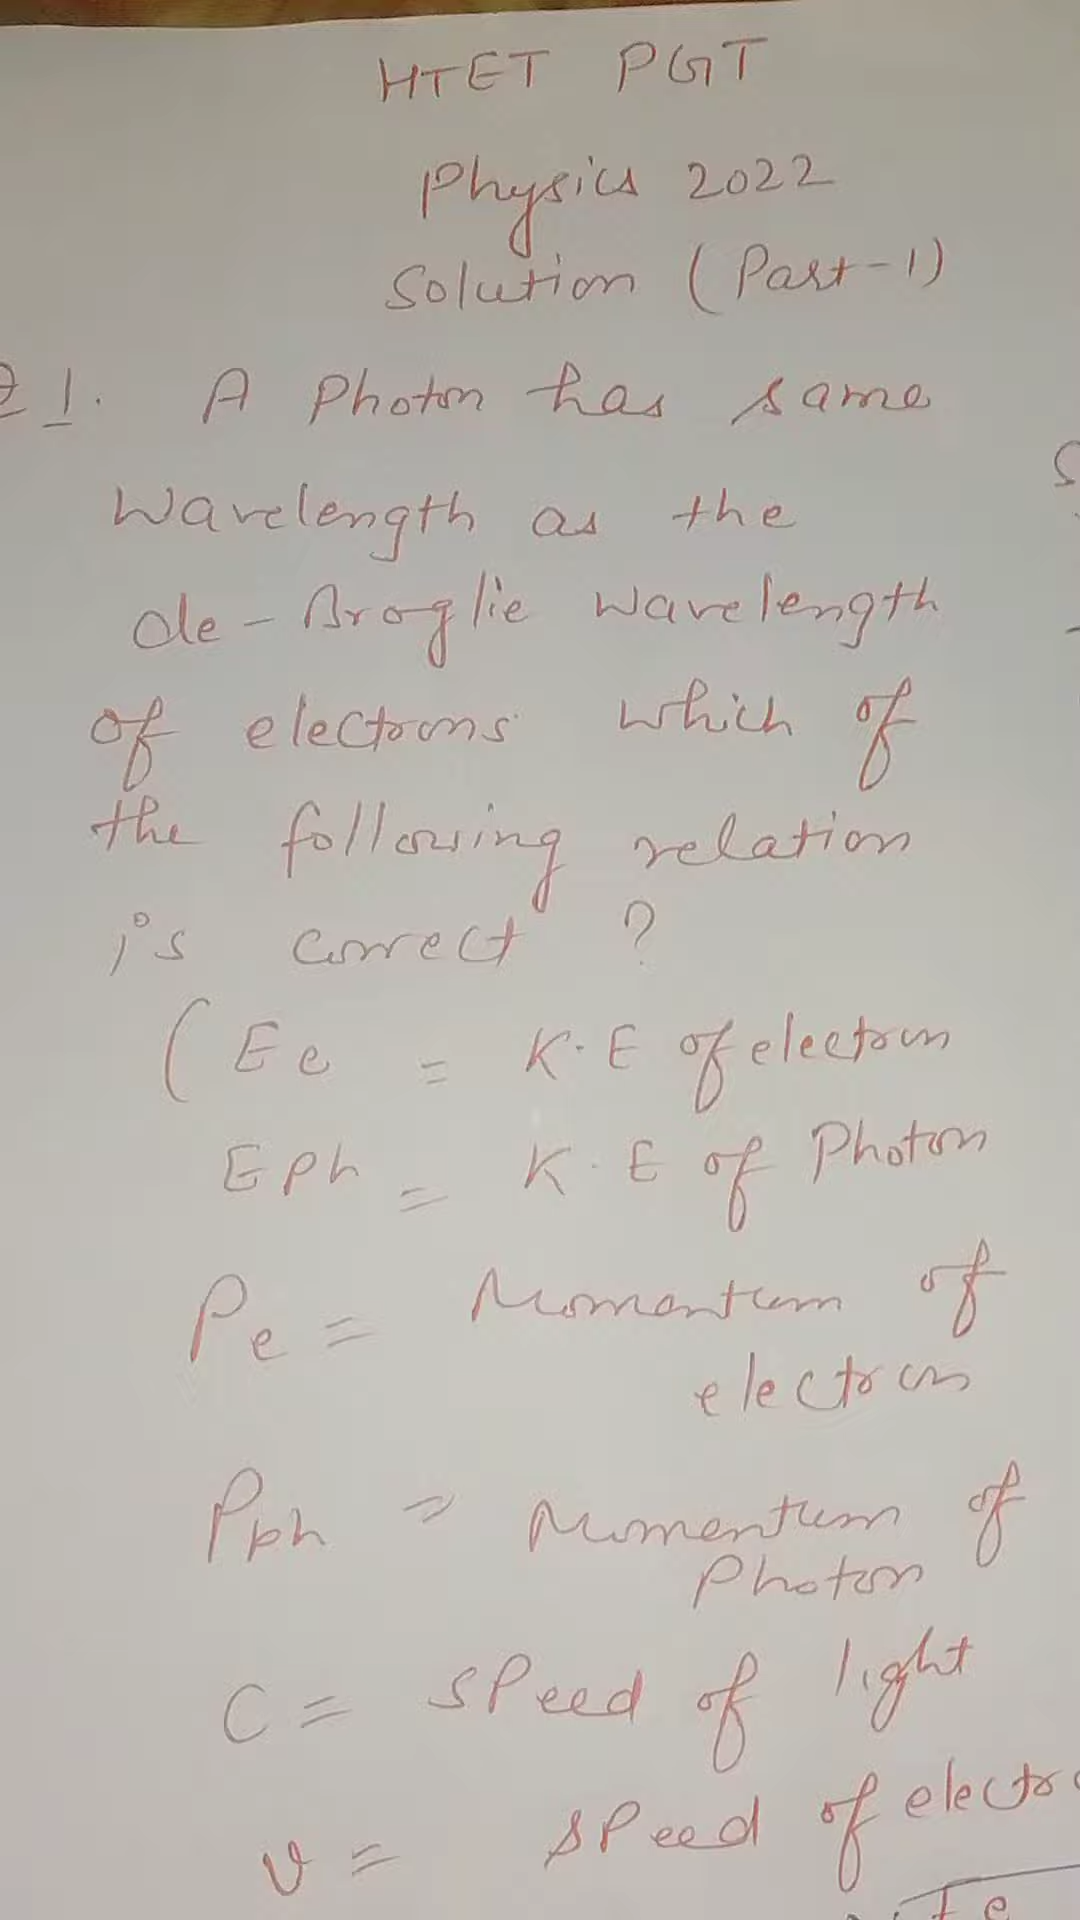 HTET PGT
Physics 2022
Solution (Part-1)
1. A Photon has same
Wavelength as the
de-Broglie wavelength
of electrons which of
the following relation
is correct ?
( Ee = K.E of electron
Eph = K.E of Photon
Pe = Momentum of
electron
Pph = Momentum of
Photon
C = speed of light
v = speed of electro